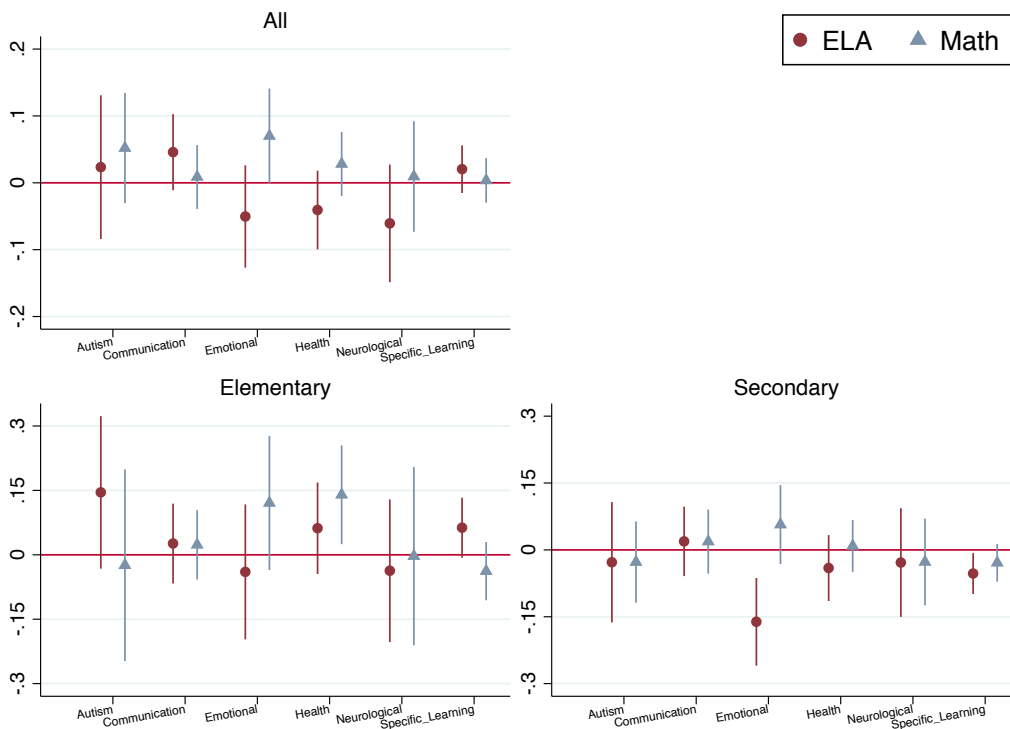 All
ELA Math
.2
.1
0
-.1
-.2
Autism
Communication
Emotional
Health
Neurological
Specific_Learning
Elementary
.3
.15
0
-.15
-.3
Autism
Communication
Emotional
Health
Neurological
Specific_Learning
Secondary
.3
.15
0
-.15
-.3
Autism
Communication
Emotional
Health
Neurological
Specific_Learning